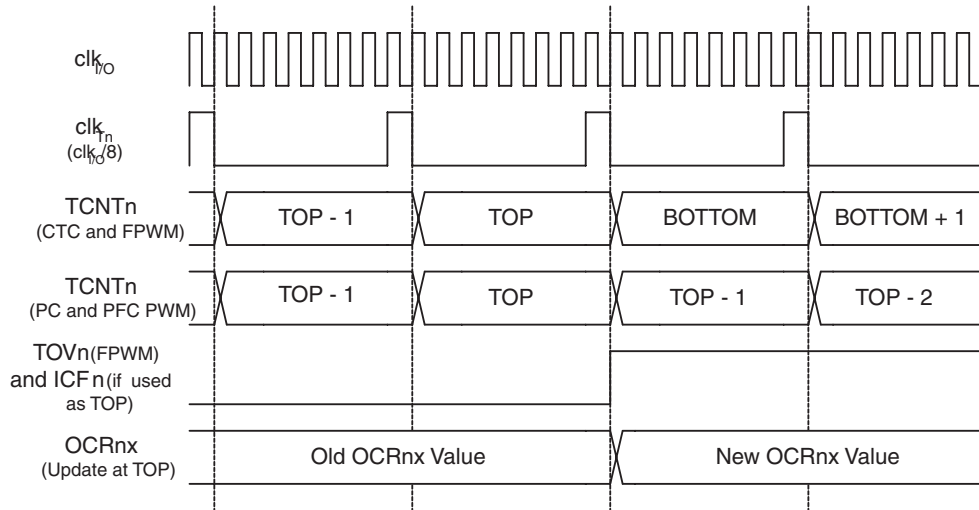 clkI/O
clkTn
(clkI/O/8)
TCNTn
(CTC and FPWM)
TOP - 1 TOP BOTTOM BOTTOM + 1
TCNTn
(PC and PFC PWM)
TOP - 1 TOP TOP - 1 TOP - 2
TOVn(FPWM)
and ICFn(if used
as TOP)
OCRnx
(Update at TOP)
Old OCRnx Value New OCRnx Value